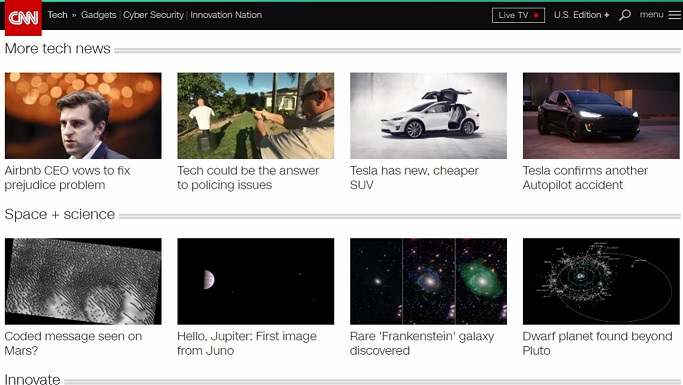 CNN Tech » Gadgets | Cyber Security | Innovation Nation Live TV U.S. Edition + menu
More tech news
Airbnb CEO vows to fix
prejudice problem
Tech could be the answer
to policing issues
Tesla has new, cheaper
SUV
Tesla confirms another
Autopilot accident
Space + science
Coded message seen on
Mars?
Hello, Jupiter: First image
from Juno
Rare 'Frankenstein' galaxy
discovered
Dwarf planet found beyond
Pluto
Innovate